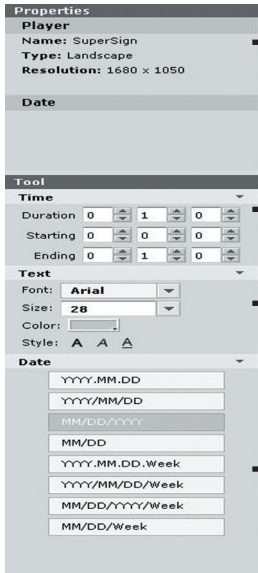 Properties
Player
Name: SuperSign
Type: Landscape
Resolution: 1680 x 1050
Date
Tool
Time
Duration 0 1 0
Starting 0 0 0
Ending 0 1 0
Text
Font: Arial
Size: 28
Color:
Style: A A A
Date
YYYY.MM.DD
YYYY/MM/DD
MM/DD/YYYY
MM/DD
YYYY.MM.DD.Week
YYYY/MM/DD/Week
MM/DD/YYYY/Week
MM/DD/Week